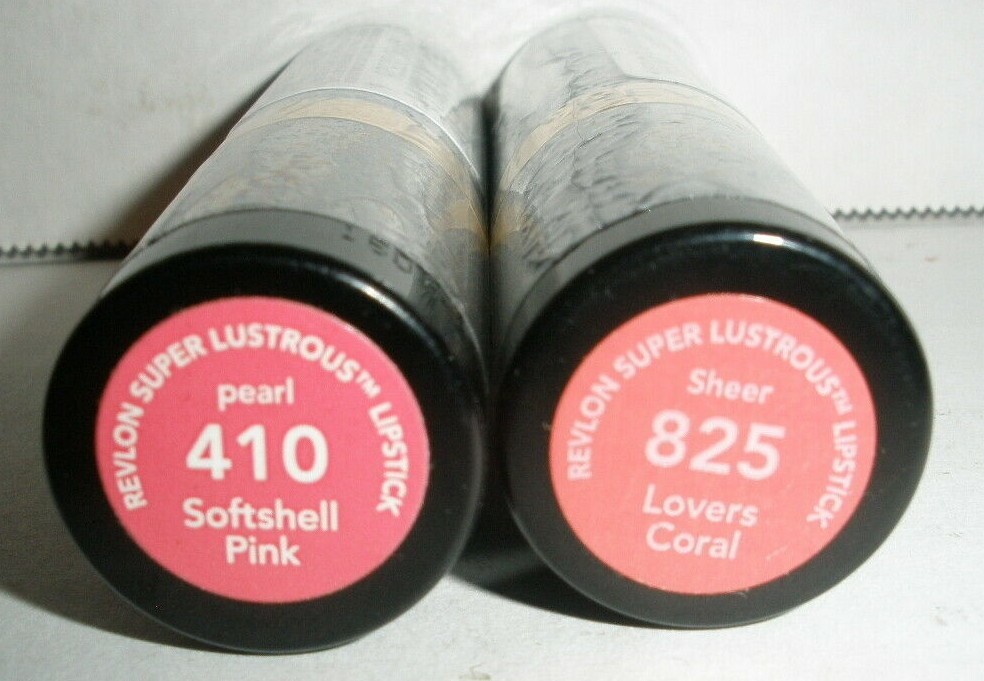 REVLON SUPER LUSTROUS™ LIPSTICK
pearl
410
Softshell
Pink
REVLON SUPER LUSTROUS™ LIPSTICK
Sheer
825
Lovers
Coral